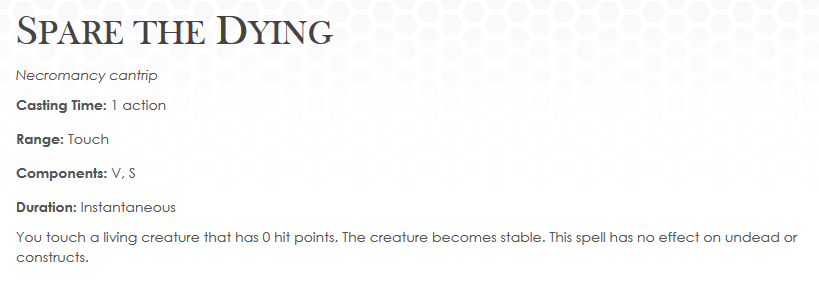 Spare the Dying
Necromancy cantrip
Casting Time: 1 action
Range: Touch
Components: V, S
Duration: Instantaneous
You touch a living creature that has 0 hit points. The creature becomes stable. This spell has no effect on undead or
constructs.